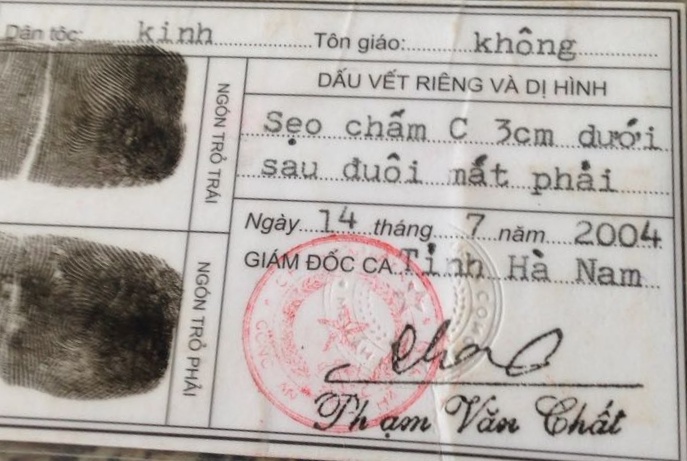 Dân tộc: kinh Tôn giáo: không
DẤU VẾT RIÊNG VÀ DỊ HÌNH
Sẹo chấm C 3cm dưới
sau đuôi mắt phải
NGÓN TRỎ TRÁI
Ngày 14 tháng 7 năm 2004
GIÁM ĐỐC CA Tỉnh Hà Nam
NGÓN TRỎ PHẢI
Phạm Văn Chất